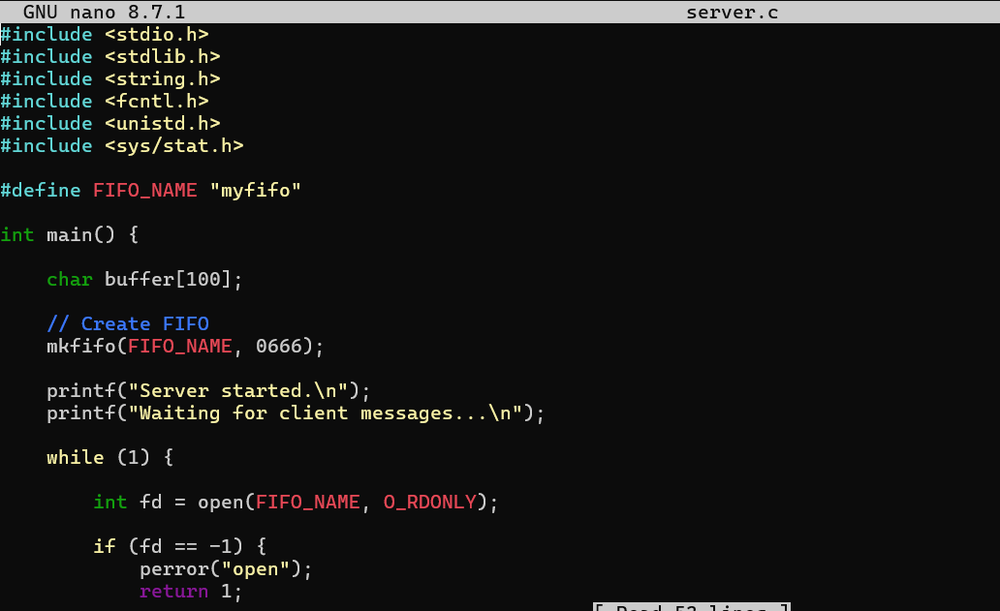 GNU nano 8.7.1 server.c
#include <stdio.h>
#include <stdlib.h>
#include <string.h>
#include <fcntl.h>
#include <unistd.h>
#include <sys/stat.h>
#define FIFO_NAME "myfifo"
int main() {
    char buffer[100];
    // Create FIFO
    mkfifo(FIFO_NAME, 0666);
    printf("Server started.\n");
    printf("Waiting for client messages...\n");
    while (1) {
        int fd = open(FIFO_NAME, O_RDONLY);
        if (fd == -1) {
            perror("open");
            return 1;
[ Read 53 lines ]